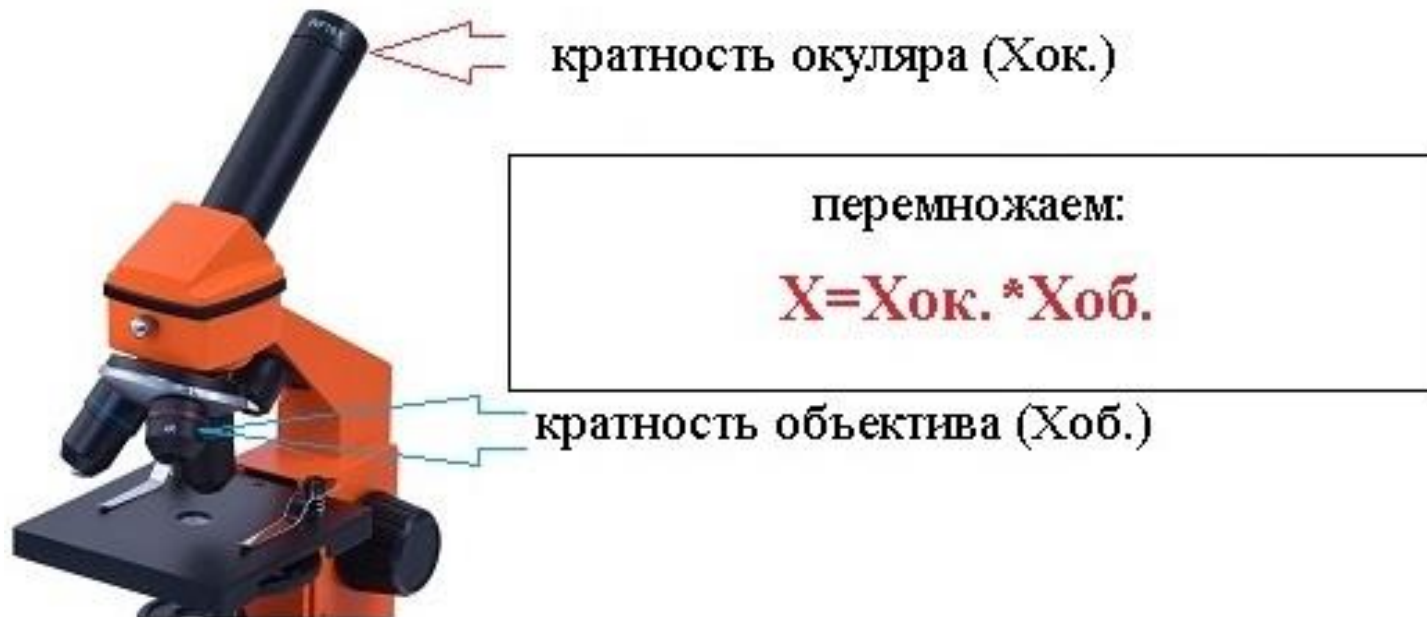 кратность окуляра (Хок.)
перемножаем:
Х=Хок. *Хоб.
кратность объектива (Хоб.)